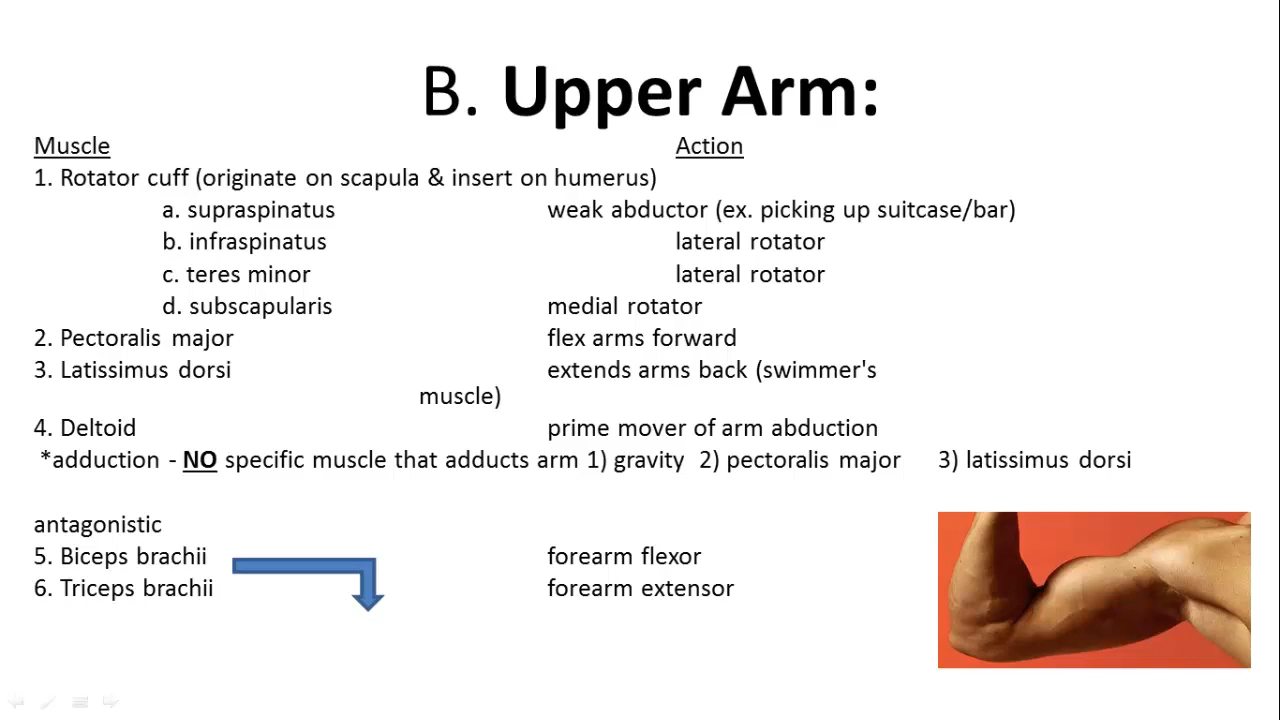 B. Upper Arm:
Muscle Action
1. Rotator cuff (originate on scapula & insert on humerus)
a. supraspinatus weak abductor (ex. picking up suitcase/bar)
b. infraspinatus lateral rotator
c. teres minor lateral rotator
d. subscapularis medial rotator
2. Pectoralis major flex arms forward
3. Latissimus dorsi extends arms back (swimmer's
muscle)
4. Deltoid prime mover of arm abduction
*adduction - NO specific muscle that adducts arm 1) gravity 2) pectoralis major 3) latissimus dorsi
antagonistic
5. Biceps brachii forearm flexor
6. Triceps brachii forearm extensor